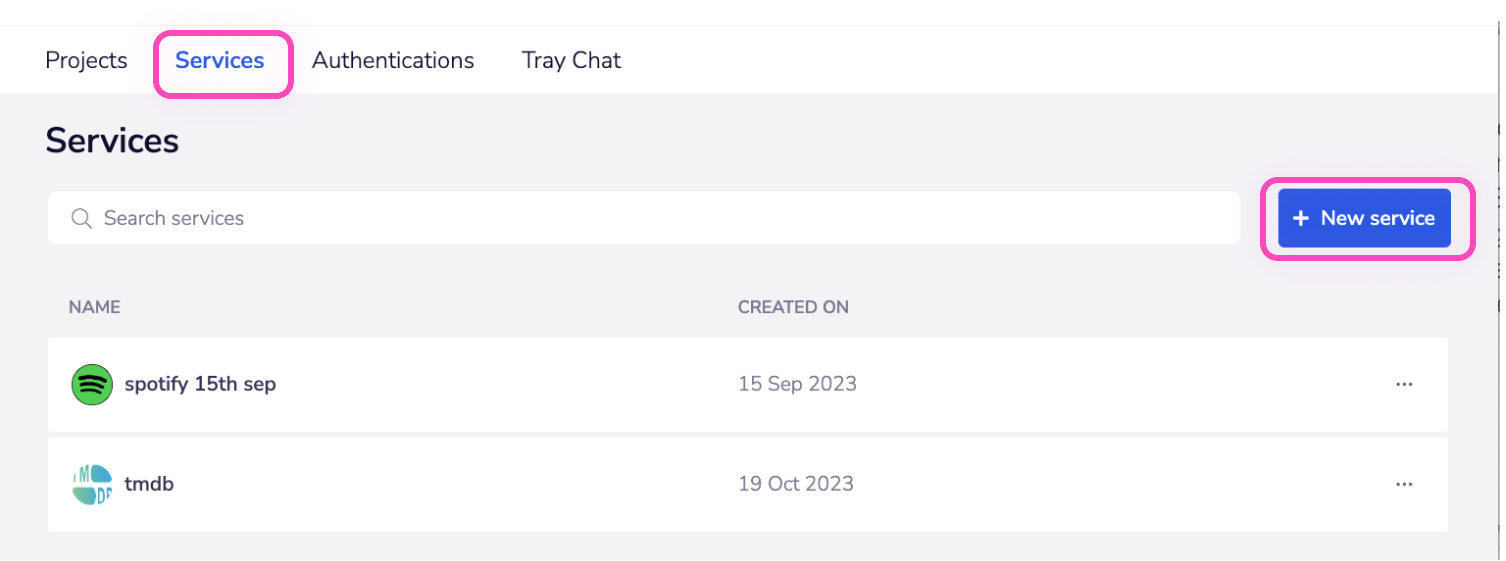 Projects Services Authentications Tray Chat
Services
Search services
+ New service
NAME CREATED ON
spotify 15th sep 15 Sep 2023 ...
tmdb 19 Oct 2023 ...